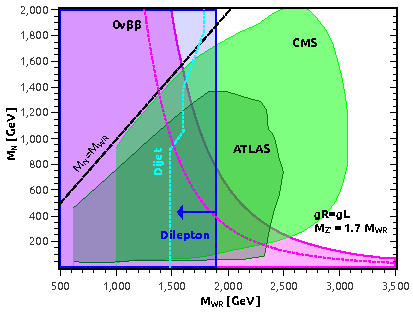 2,000
1,800
1,600
1,400
1,200
1,000
800
600
400
200
M_N [GeV]
0νββ
CMS
M_N=M_WR
Dijet
ATLAS
Dilepton
gR=gL
M_Z' = 1.7 M_WR
500 1,000 1,500 2,000 2,500 3,000 3,500
M_WR [GeV]